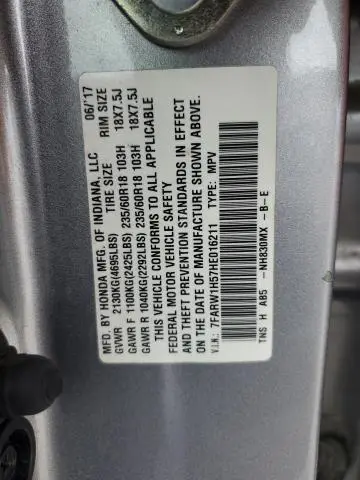 MFD. BY HONDA MFG. OF INDIANA, LLC 06/'17
GVWR 2130KG(4695LBS) TIRE SIZE RIM SIZE
GAWR F 1100KG(2425LBS) 235/60R18 103H 18X7.5J
GAWR R 1040KG(2292LBS) 235/60R18 103H 18X7.5J
THIS VEHICLE CONFORMS TO ALL APPLICABLE
FEDERAL MOTOR VEHICLE SAFETY
AND THEFT PREVENTION STANDARDS IN EFFECT
ON THE DATE OF MANUFACTURE SHOWN ABOVE.
V.I.N.: 7FARW1H57HE016211 TYPE: MPV
TNS H A85 -NH830MX -B-E